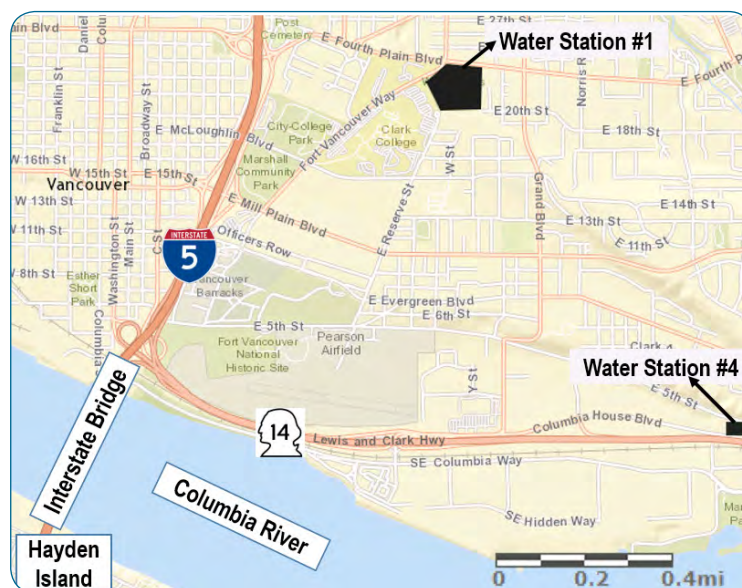 Post
Cemetery
E 27th St
Plain Blvd
Daniel
E Fourth Plain Blvd
Water Station #1
E Fourth
Norris R
Franklin St
Broadway St
E McLoughlin Blvd
Fort Vancouver Way
E 20th St
City-College
Park
Clark
College
E 18th St
W 16th St
W 15th St
E 15th St
Marshall
Community
Park
W St
Vancouver
W 13th St
E Mill Plain Blvd
E Reserve St
Grand Blvd
E 14th St
E 13th St
W 11th St
Washington St
Main St
C St
INTERSTATE
5
Officers Row
E 11th St
W 8th St
Esther
Short
Park
Vancouver
Barracks
E Evergreen Blvd
E 6th St
E 5th St
Pearson
Airfield
Fort Vancouver
National
Historic Site
Columbia
Clark
Water Station #4
E 5th St
Y St
Columbia House Blvd
Interstate Bridge
14
Lewis and Clark Hwy
SE Columbia Way
Columbia River
SE Hidden Way
Hayden
Island
0 0.2 0.4mi